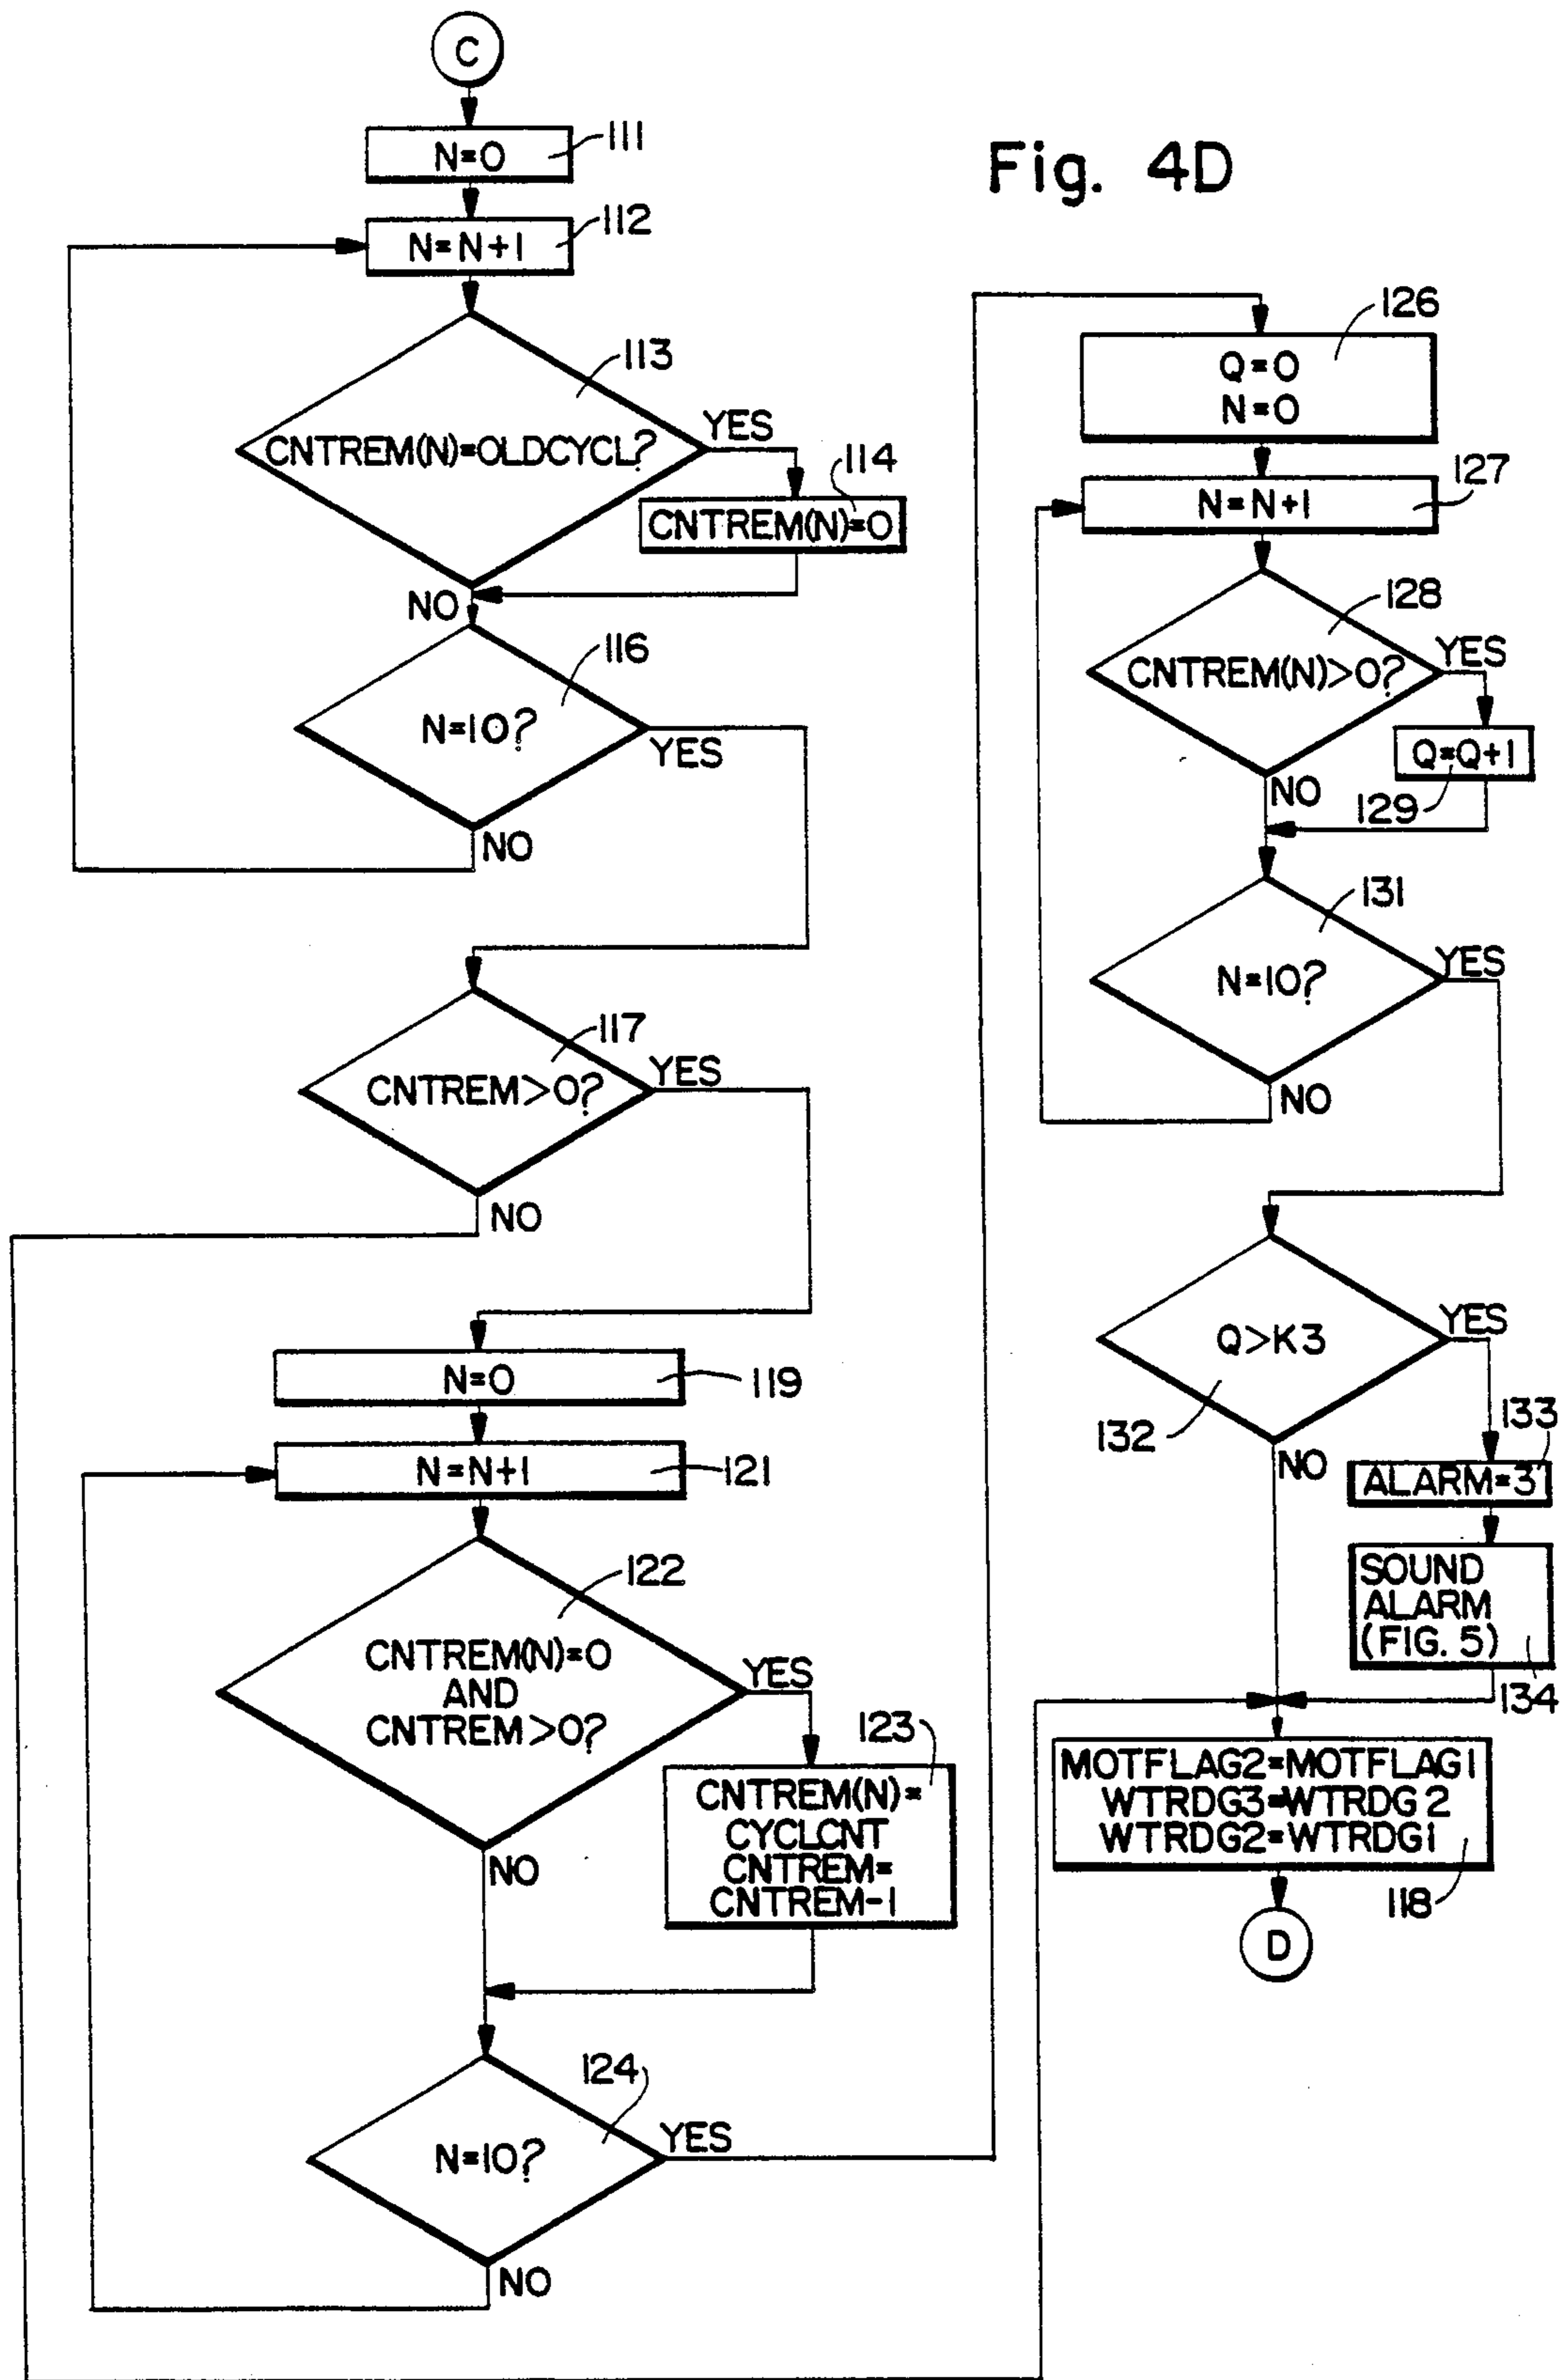 C
N=0
111
Fig. 4D
N=N+1
112
113
CNTREM(N)=OLDCYCL?
YES
114
CNTREM(N)=0
NO
116
N=10?
YES
NO
117
CNTREM>0?
YES
NO
N=0
119
N=N+1
121
122
CNTREM(N)=0
AND
CNTREM>0?
YES
123
CNTREM(N)=
CYCLCNT
CNTREM=
CNTREM-1
NO
124
N=10?
YES
NO
126
Q=0
N=0
127
N=N+1
128
CNTREM(N)>0?
YES
Q=Q+1
129
NO
131
N=10?
YES
NO
Q>K3
YES
132
133
NO
ALARM=3
SOUND
ALARM
(FIG. 5)
134
MOTFLAG2=MOTFLAG1
WTRDG3=WTRDG2
WTRDG2=WTRDG1
118
D